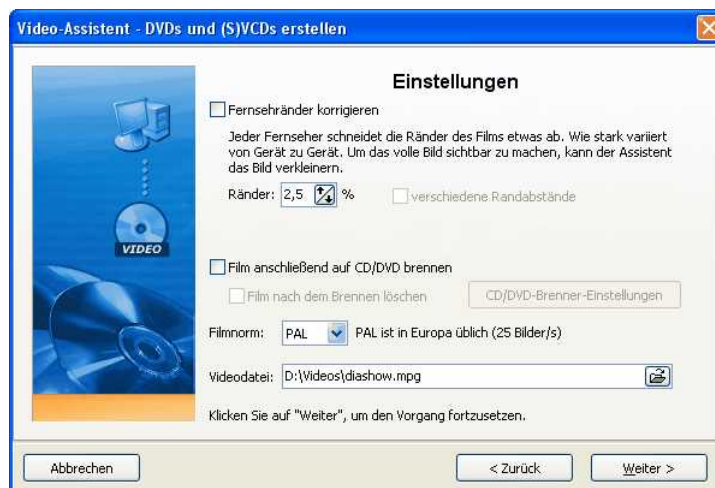 Video-Assistent - DVDs und (S)VCDs erstellen
Einstellungen
Fernsehränder korrigieren
Jeder Fernseher schneidet die Ränder des Films etwas ab. Wie stark variiert
von Gerät zu Gerät. Um das volle Bild sichtbar zu machen, kann der Assistent
das Bild verkleinern.
Ränder: 2,5 % verschiedene Randabstände
VIDEO
Film anschließend auf CD/DVD brennen
Film nach dem Brennen löschen CD/DVD-Brenner-Einstellungen
Filmnorm: PAL PAL ist in Europa üblich (25 Bilder/s)
Videodatei: D:\Videos\diashow.mpg
Klicken Sie auf "Weiter", um den Vorgang fortzusetzen.
Abbrechen < Zurück Weiter >